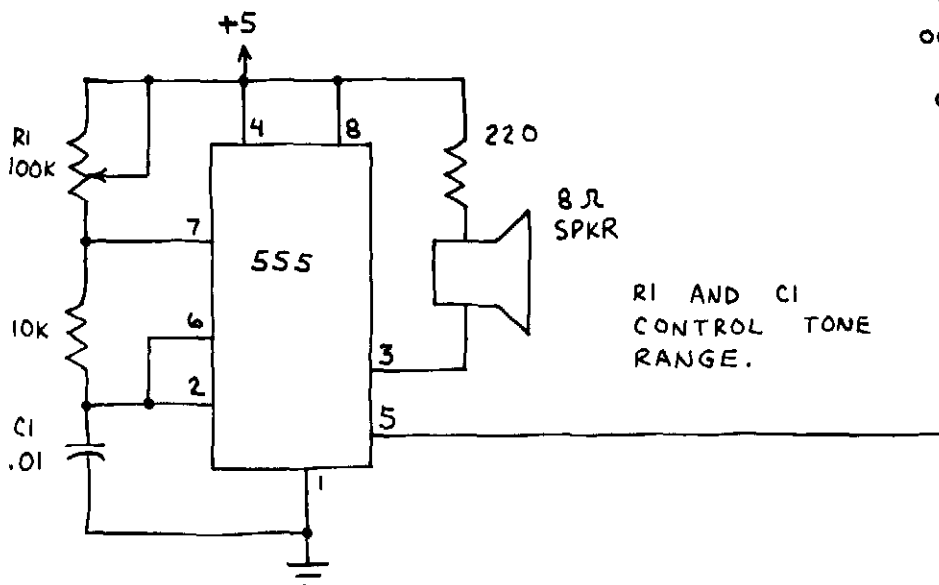 +5
4
8
R1
100K
220
7
8 Ω
SPKR
555
10K
6
R1 AND C1
CONTROL TONE
RANGE.
3
2
5
C1
.01
1